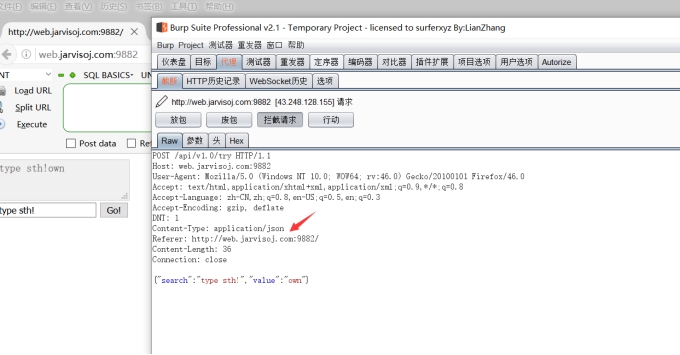 文件(F) 编辑(E) 查看(V) 历史(S) 书签(B) 工具(T) 帮助(H)
http://web.jarvisoj.com:9882/
web.jarvisoj.com:9882
SQL BASICS
Load URL
Split URL
Execute
Post data
type sth!own
type sth!
Go!
Burp Suite Professional v2.1 - Temporary Project - licensed to surferxyz By:LianZhang
Burp Project 测试器 重发器 窗口 帮助
仪表盘 目标 代理 测试器 重发器 定序器 编码器 对比器 插件扩展 项目选项 用户选项 Autorize
截断 HTTP历史记录 WebSocket历史 选项
http://web.jarvisoj.com:9882 [43.248.128.155] 请求
放包 废包 拦截请求 行动
Raw 参数 头 Hex
POST /api/v1.0/try HTTP/1.1
Host: web.jarvisoj.com:9882
User-Agent: Mozilla/5.0 (Windows NT 10.0; WOW64; rv:46.0) Gecko/20100101 Firefox/46.0
Accept: text/html,application/xhtml+xml,application/xml;q=0.9,*/*;q=0.8
Accept-Language: zh-CN,zh;q=0.8,en-US;q=0.5,en;q=0.3
Accept-Encoding: gzip, deflate
DNT: 1
Content-Type: application/json
Referer: http://web.jarvisoj.com:9882/
Content-Length: 36
Connection: close
{"search":"type sth!","value":"own"}